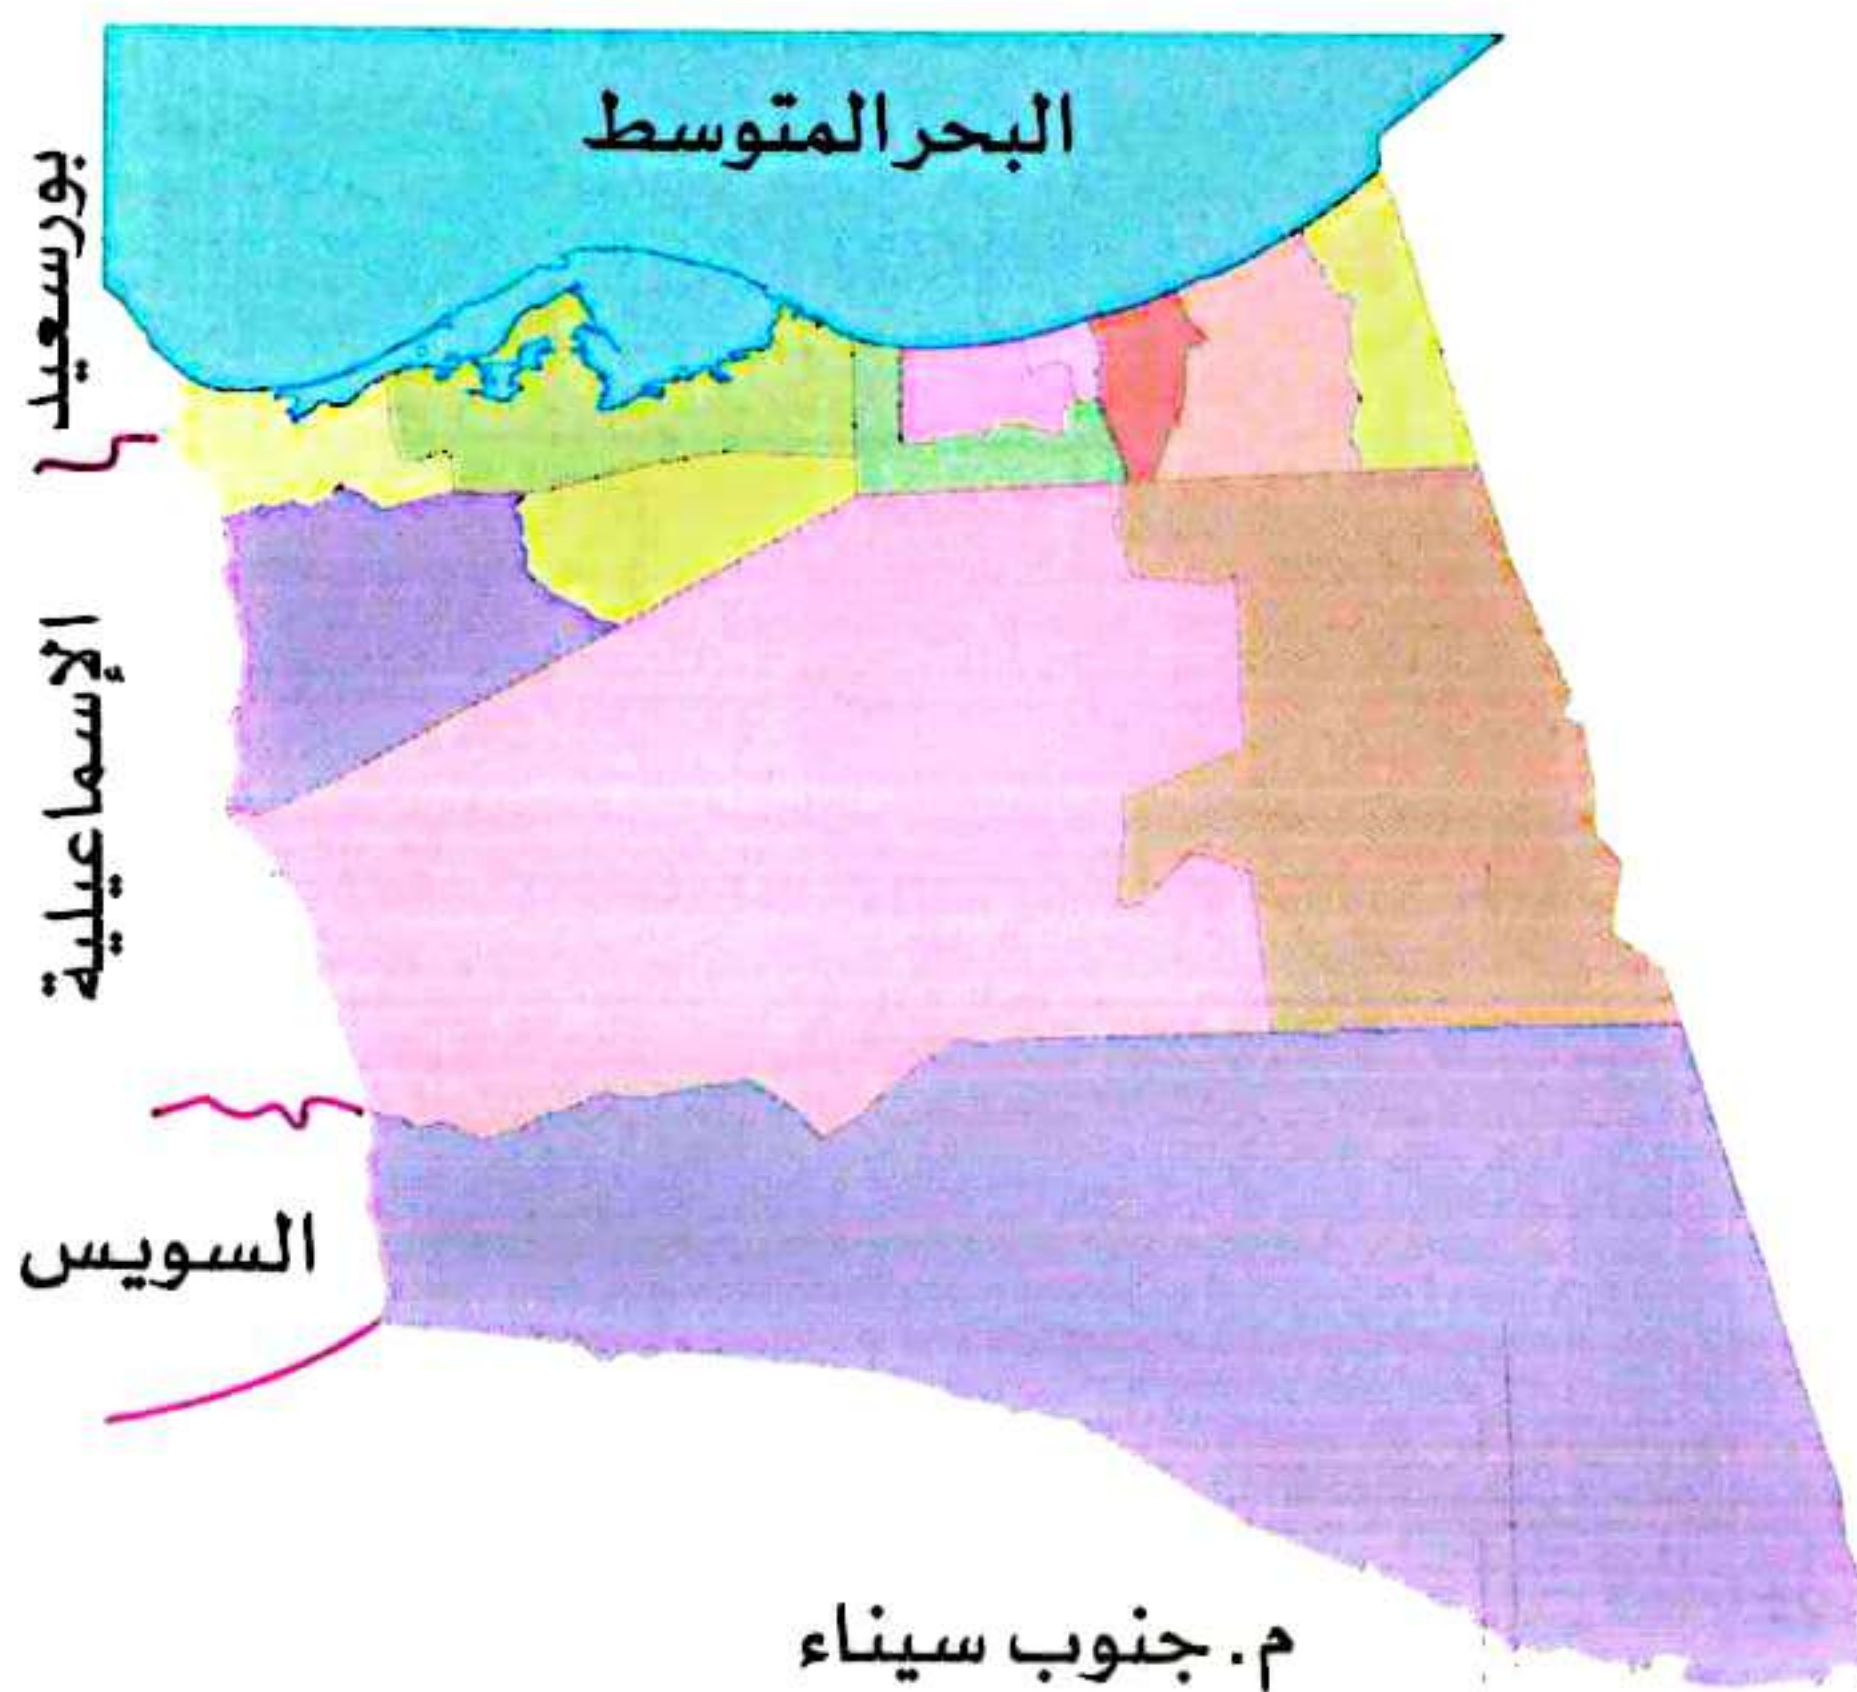 البحر المتوسط
بورسعيد
الإسماعيلية
السويس
م. جنوب سيناء